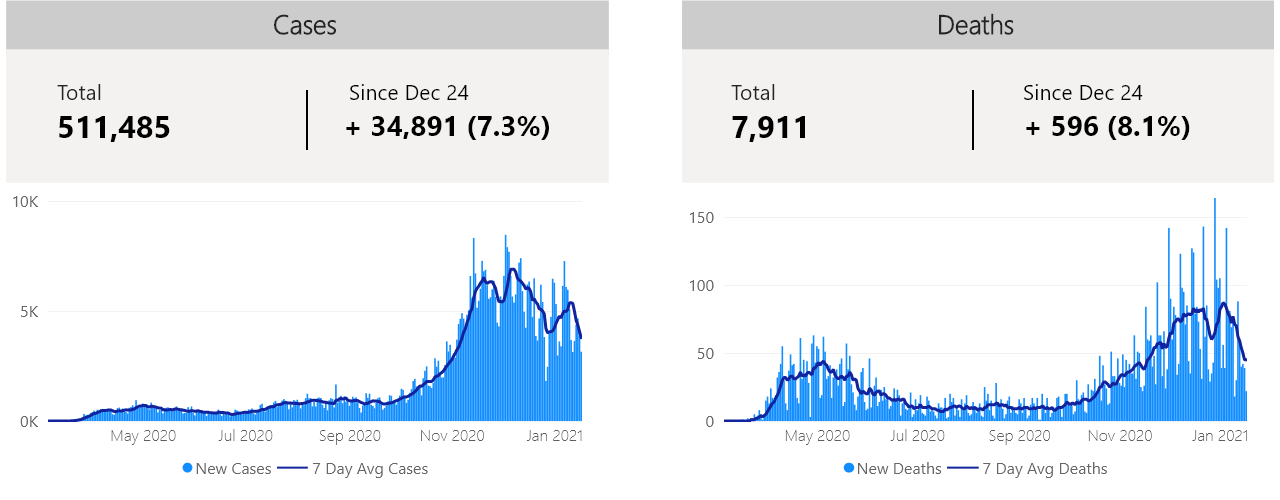 Cases
Total
Since Dec 24
511,485
+ 34,891 (7.3%)
10K
5K
0K
May 2020
Jul 2020
Sep 2020
Nov 2020
Jan 2021
New Cases
7 Day Avg Cases
Deaths
Total
Since Dec 24
7,911
+ 596 (8.1%)
150
100
50
0
May 2020
Jul 2020
Sep 2020
Nov 2020
Jan 2021
New Deaths
7 Day Avg Deaths